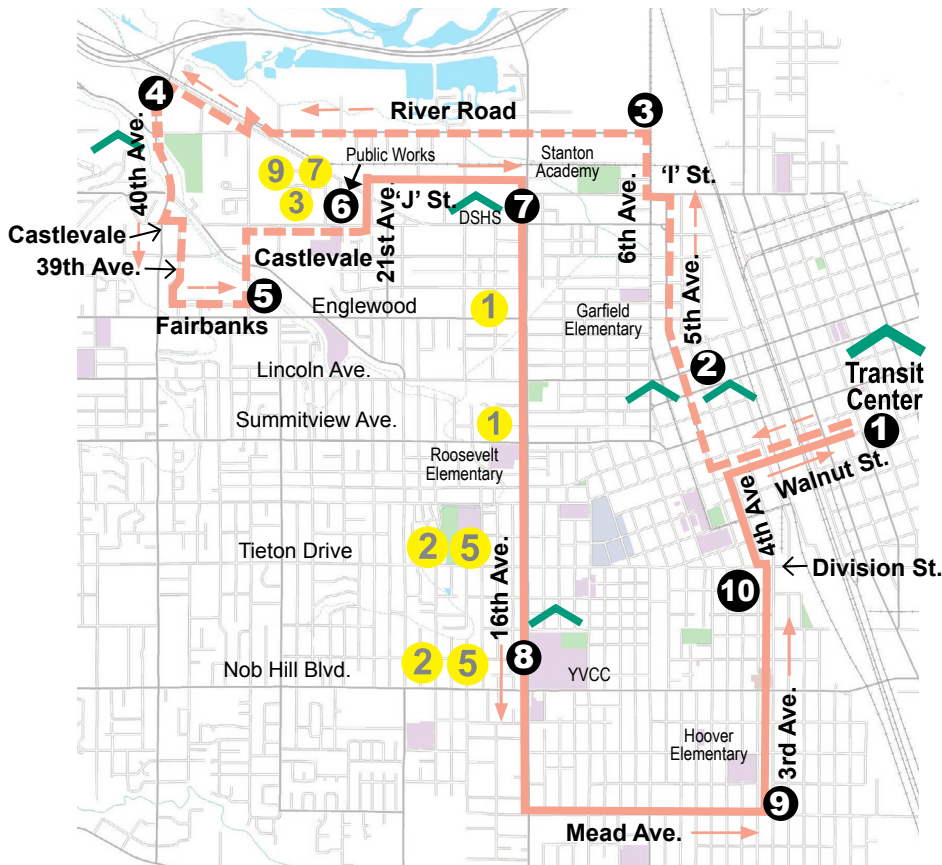 4
3
River Road
Public Works
Stanton
Academy
9
7
3
6
'J' St.
DSHS
7
'I' St.
40th Ave.
21st Ave.
6th Ave.
Castlevale
Castlevale
39th Ave.
5
Fairbanks
Englewood
1
Garfield
Elementary
5th Ave.
2
Lincoln Ave.
Transit
Center
Summitview Ave.
1
1
Roosevelt
Elementary
Walnut St.
4th Ave
Tieton Drive
2
5
16th Ave.
Division St.
10
Nob Hill Blvd.
2
5
8
YVCC
Hoover
Elementary
3rd Ave.
9
Mead Ave.